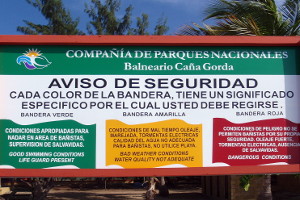 COMPAÑÍA DE PARQUES NACIONALES
Balneario Caña Gorda
AVISO DE SEGURIDAD
CADA COLOR DE LA BANDERA, TIENE UN SIGNIFICADO
ESPECIFICO POR EL CUAL USTED DEBE REGIRSE.
BANDERA VERDE
CONDICIONES APROPIADAS PARA
NADAR EN AREA DE BAÑISTAS,
SUPERVISION DE SALVAVIDAS.
GOOD SWIMMING CONDITIONS
LIFE GUARD PRESENT
BANDERA AMARILLA
CONDICIONES DE MAL TIEMPO OLEAJE,
MAREJADA, TORMENTAS ELECTRICAS
CALIDAD DEL AGUA NO ADECUADA
PARA BAÑISTAS, NO UTILICE PLAYA.
BAD WEATHER CONDITIONS
WATER QUALITY NOT ADEQUATE
BANDERA ROJA
CONDICIONES DE PELIGRO NO SE
PERMITEN BAÑISTAS POR SU PROPIA
SEGURIDAD, OLEAJE FUERTE,
TORMENTAS ELECTRICAS, AUSENCIA
DE SALVAVIDAS.
DANGEROUS CONDITIONS